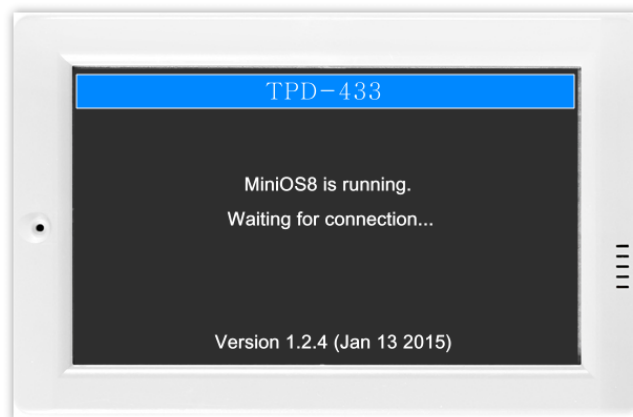 TPD-433
MiniOS8 is running.
Waiting for connection...
Version 1.2.4 (Jan 13 2015)